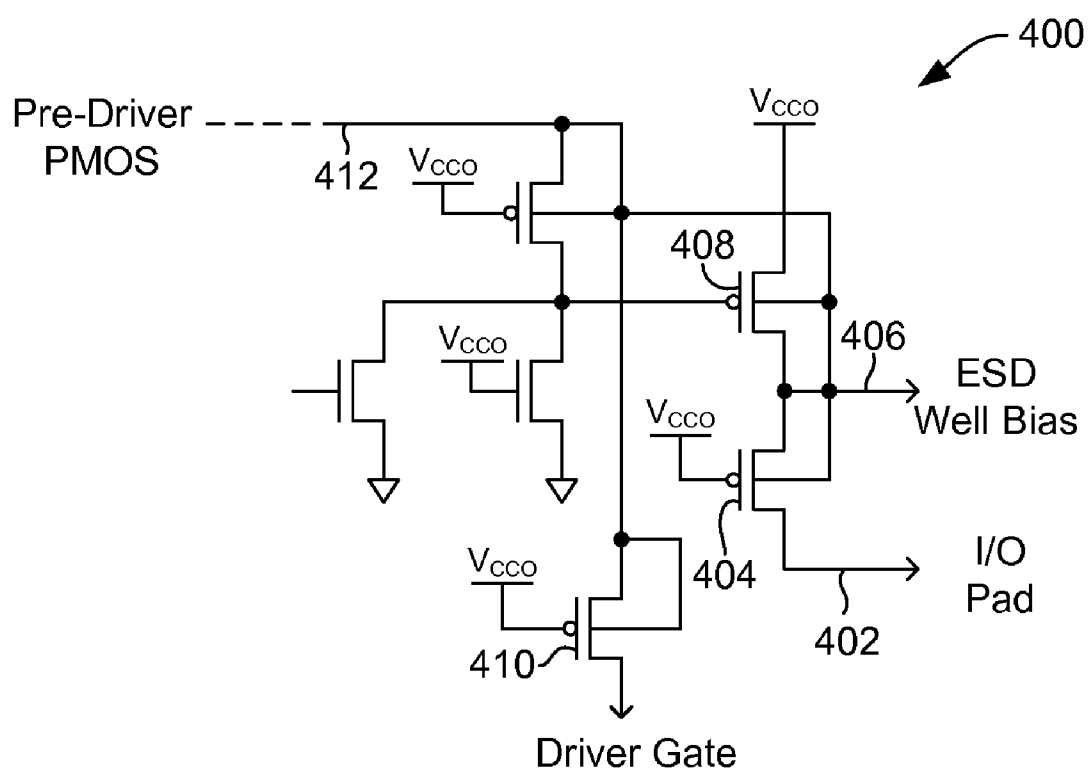 400
Pre-Driver
PMOS
412
VCCO
VCCO
408
VCCO
406
ESD
Well Bias
VCCO
404
I/O
Pad
402
VCCO
410
Driver Gate